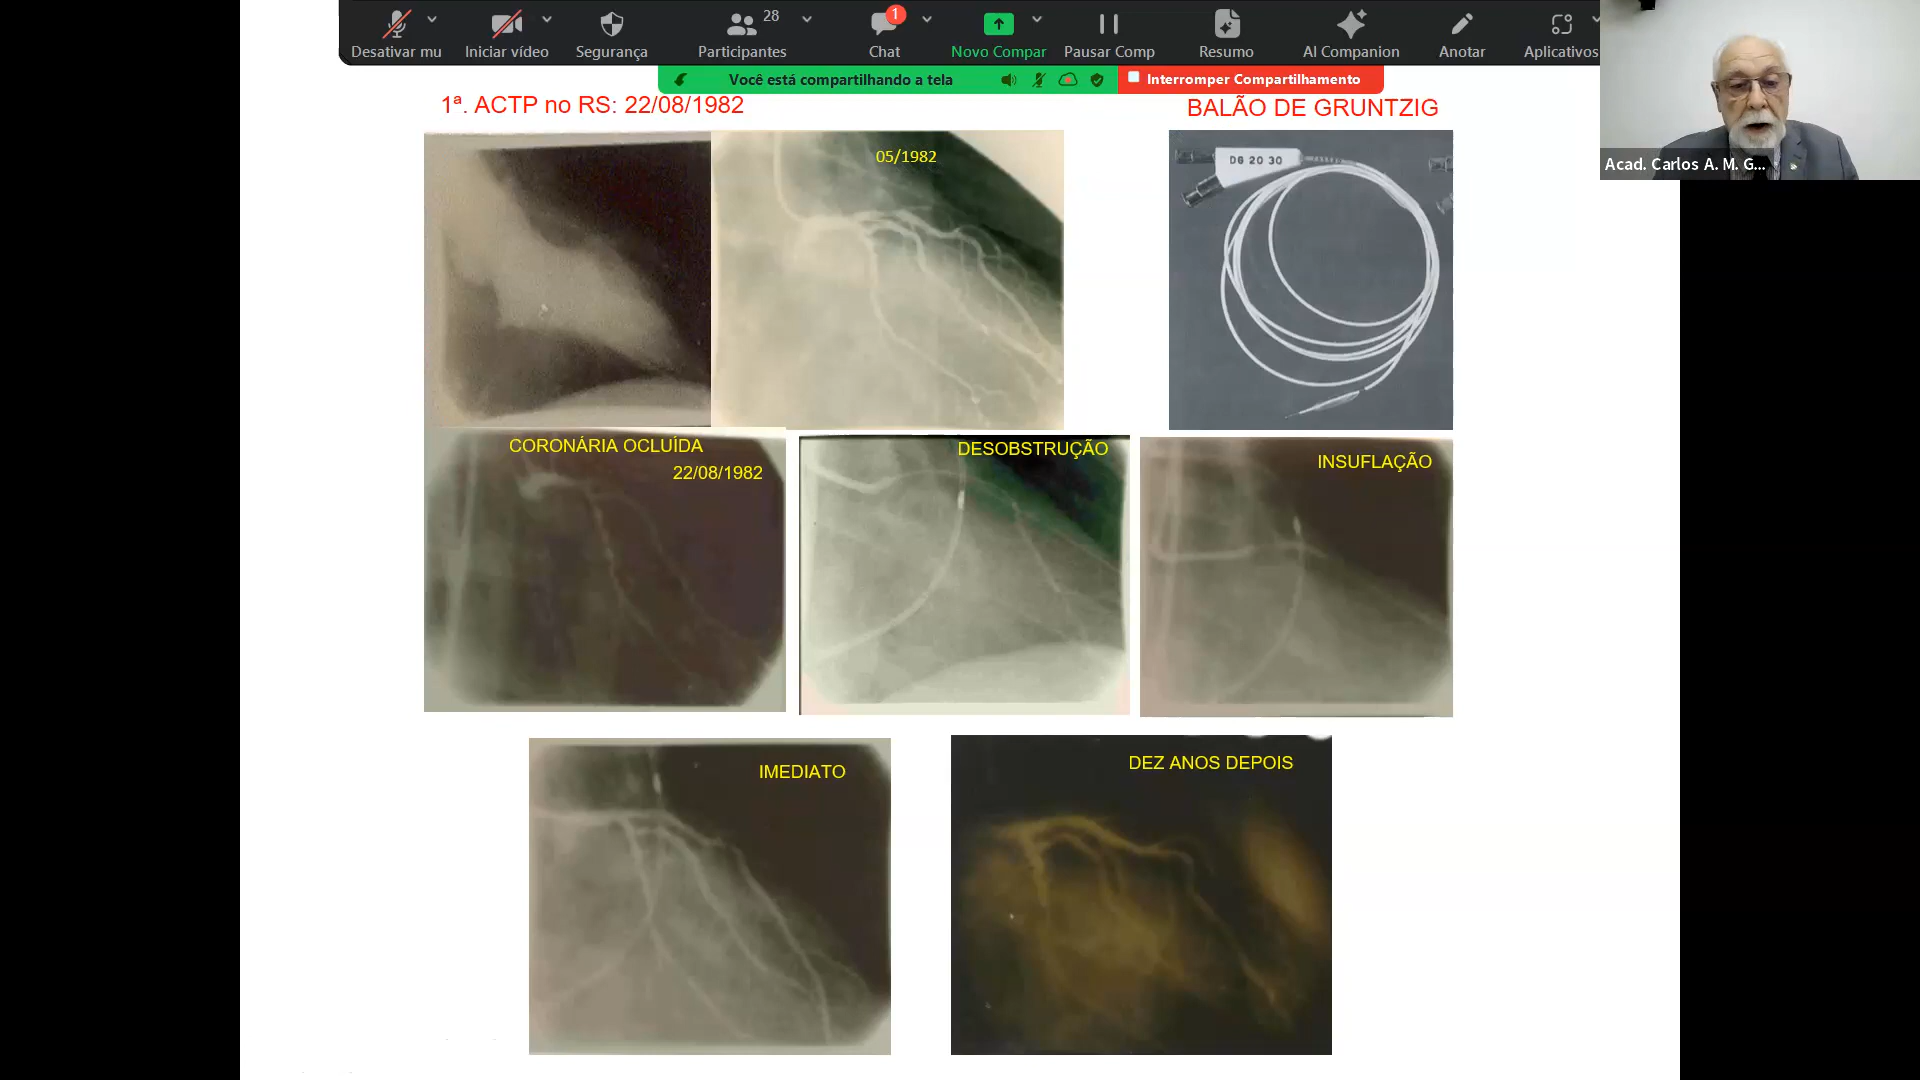 Desativar mu
Iniciar vídeo
Segurança
Participantes
28
Chat
1
Novo Compar
Pausar Comp
Resumo
AI Companion
Anotar
Aplicativos
Você está compartilhando a tela
Interromper Compartilhamento
Acad. Carlos A. M. G...
1ª. ACTP no RS: 22/08/1982
BALÃO DE GRUNTZIG
05/1982
DG 20 30
CORONÁRIA OCLUÍDA
22/08/1982
DESOBSTRUÇÃO
INSUFLAÇÃO
IMEDIATO
DEZ ANOS DEPOIS